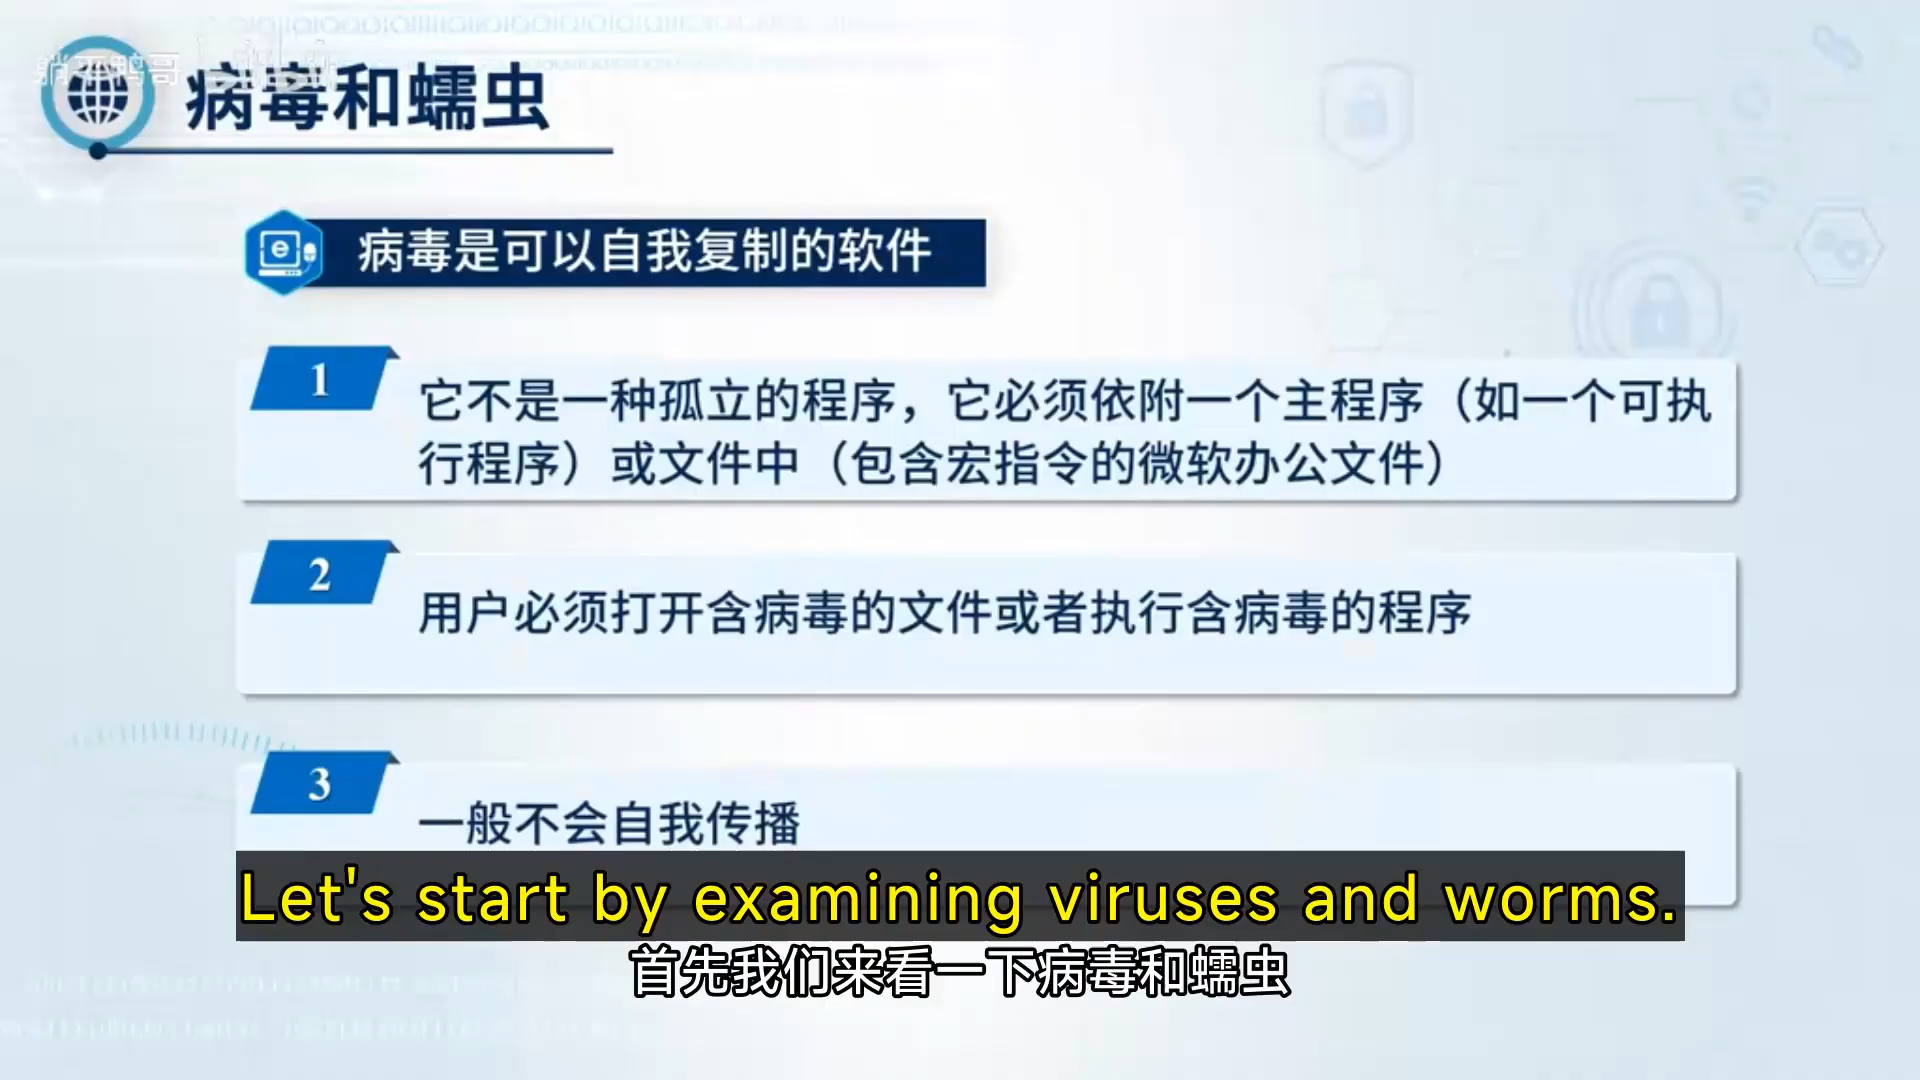 躺平鸭哥
病毒和蠕虫
病毒是可以自我复制的软件
1
它不是一种孤立的程序，它必须依附一个主程序（如一个可执
行程序）或文件中（包含宏指令的微软办公文件）
2
用户必须打开含病毒的文件或者执行含病毒的程序
3
一般不会自我传播
Let's start by examining viruses and worms.
首先我们来看一下病毒和蠕虫